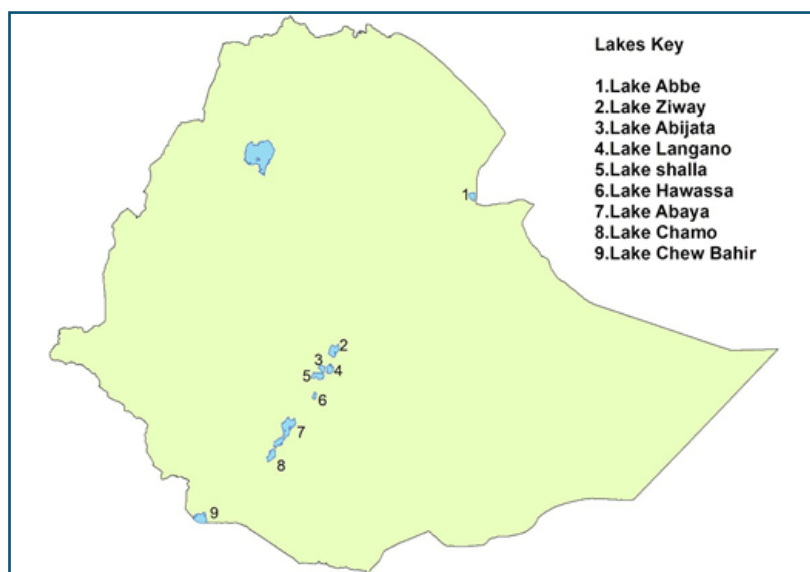 Lakes Key
1.Lake Abbe
2.Lake Ziway
3.Lake Abijata
4.Lake Langano
5.Lake shalla
6.Lake Hawassa
7.Lake Abaya
8.Lake Chamo
9.Lake Chew Bahir
1
2
3
4
5
6
7
8
9